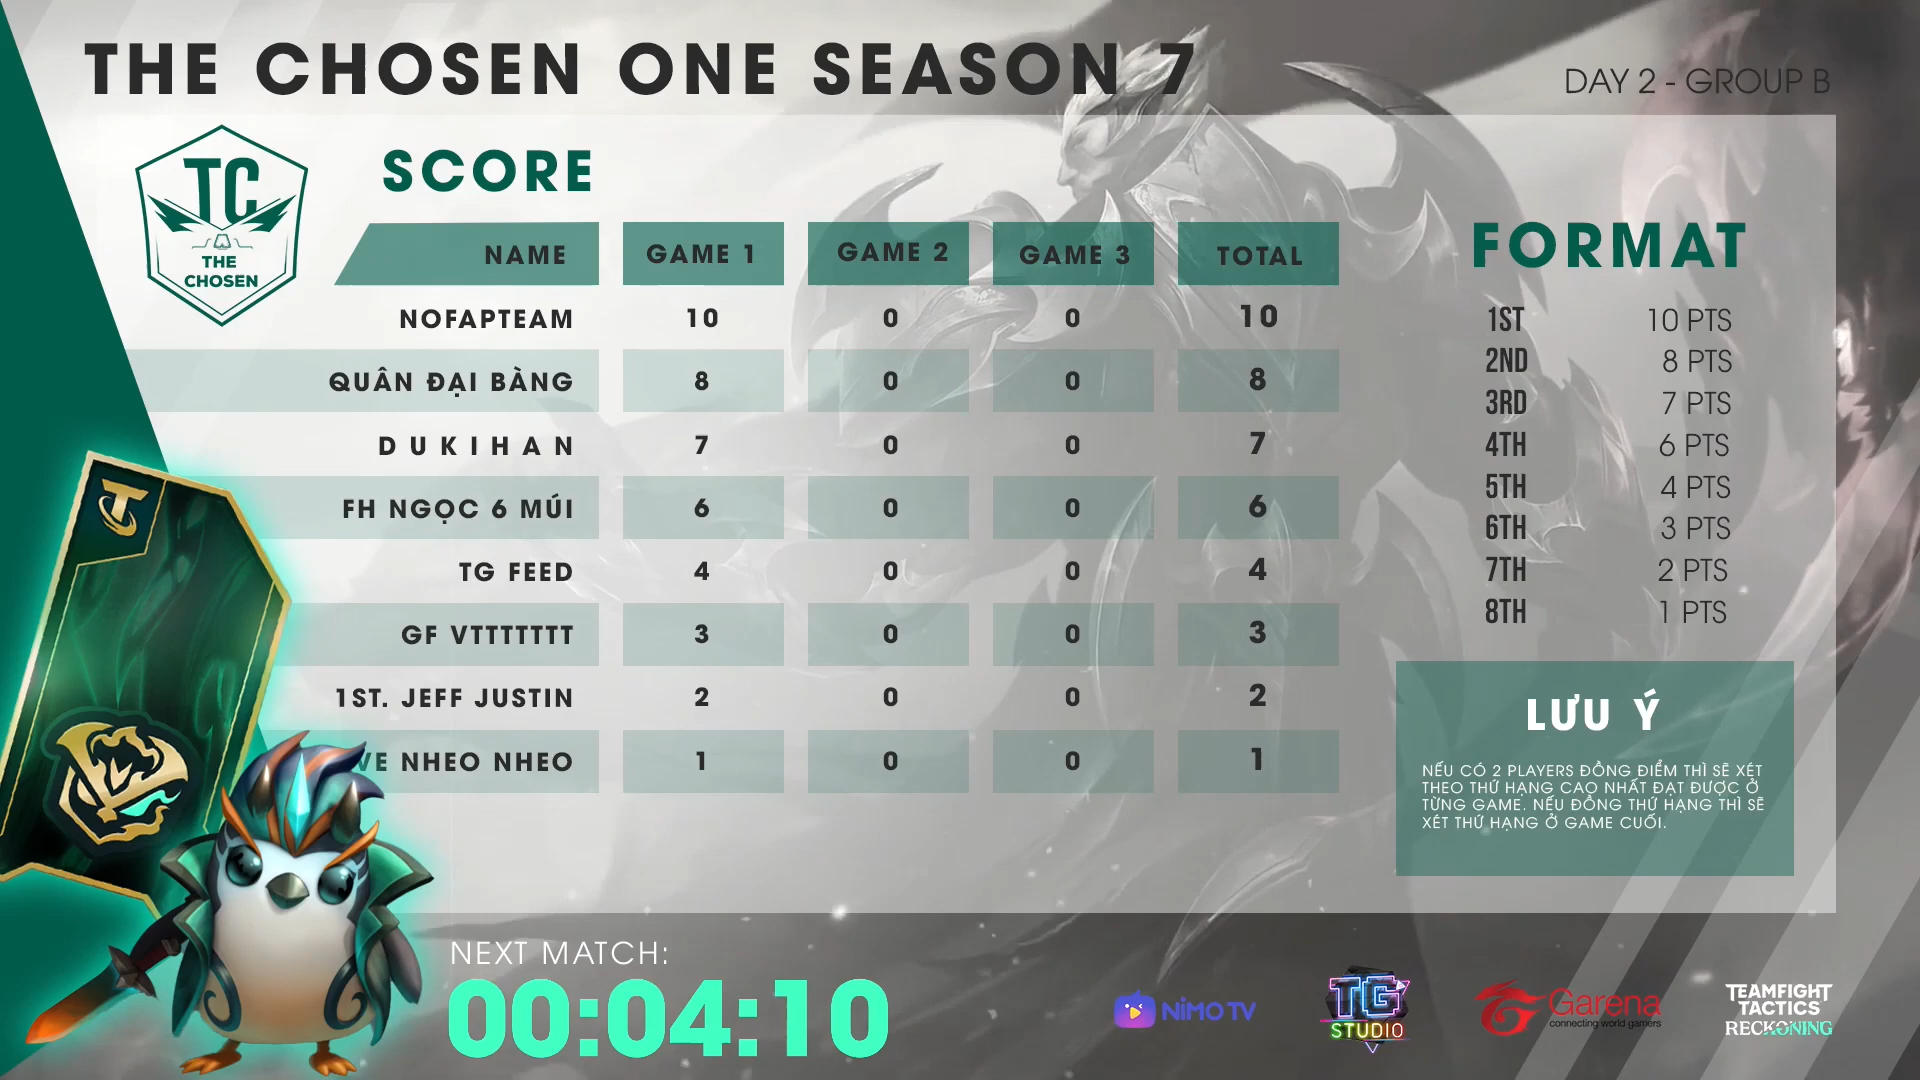 THE CHOSEN ONE SEASON 7
DAY 2 - GROUP B
TC
THE
CHOSEN
SCORE
NAME GAME 1 GAME 2 GAME 3 TOTAL
NOFAPTEAM 10 0 0 10
QUÂN ĐẠI BÀNG 8 0 0 8
D U K I H A N 7 0 0 7
FH NGỌC 6 MÚI 6 0 0 6
TG FEED 4 0 0 4
GF VTTTTTTT 3 0 0 3
1ST. JEFF JUSTIN 2 0 0 2
NHEO NHEO 1 0 0 1
FORMAT
1ST 10 PTS
2ND 8 PTS
3RD 7 PTS
4TH 6 PTS
5TH 4 PTS
6TH 3 PTS
7TH 2 PTS
8TH 1 PTS
LƯU Ý
NẾU CÓ 2 PLAYERS ĐỒNG ĐIỂM THÌ SẼ XÉT
THEO THỨ HẠNG CAO NHẤT ĐẠT ĐƯỢC Ở
TỪNG GAME. NẾU ĐỒNG THỨ HẠNG THÌ SẼ
XÉT THỨ HẠNG Ở GAME CUỐI.
NEXT MATCH:
00:04:10
NIMO TV
TG
STUDIO
Garena
connecting world gamers
TEAMFIGHT
TACTICS
RECKONING